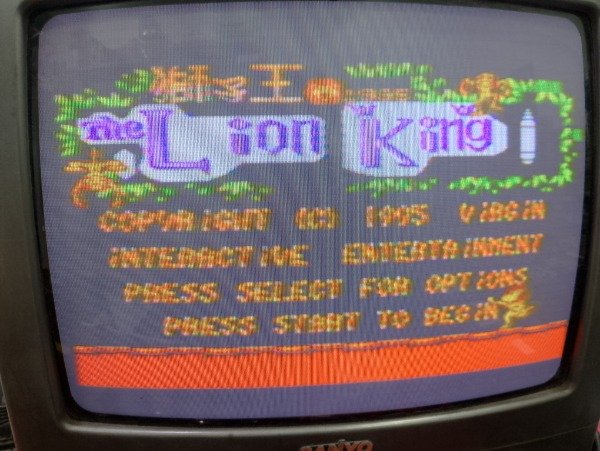 獅子王
The Lion King
COPYRIGHT (C) 1995 VIRGIN
INTERACTIVE ENTERTAINMENT
PRESS SELECT FOR OPTIONS
PRESS START TO BEGIN
SANYO